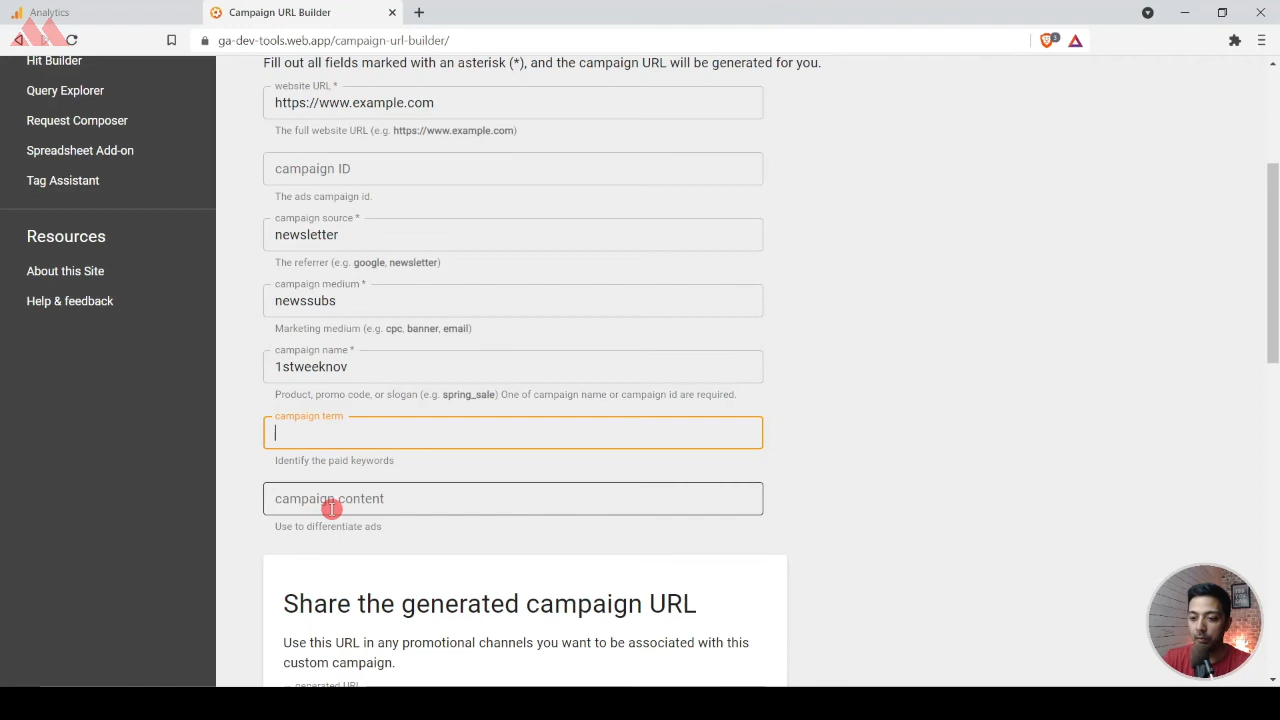 Analytics
Campaign URL Builder
ga-dev-tools.web.app/campaign-url-builder/
3
Hit Builder
Query Explorer
Request Composer
Spreadsheet Add-on
Tag Assistant
Resources
About this Site
Help & feedback
Fill out all fields marked with an asterisk (*), and the campaign URL will be generated for you.
website URL *
https://www.example.com
The full website URL (e.g. https://www.example.com)
campaign ID
The ads campaign id.
campaign source *
newsletter
The referrer (e.g. google, newsletter)
campaign medium *
newssubs
Marketing medium (e.g. cpc, banner, email)
campaign name *
1stweeknov
Product, promo code, or slogan (e.g. spring_sale) One of campaign name or campaign id are required.
campaign term
Identify the paid keywords
campaign content
Use to differentiate ads
Share the generated campaign URL
Use this URL in any promotional channels you want to be associated with this
custom campaign.
generated URL